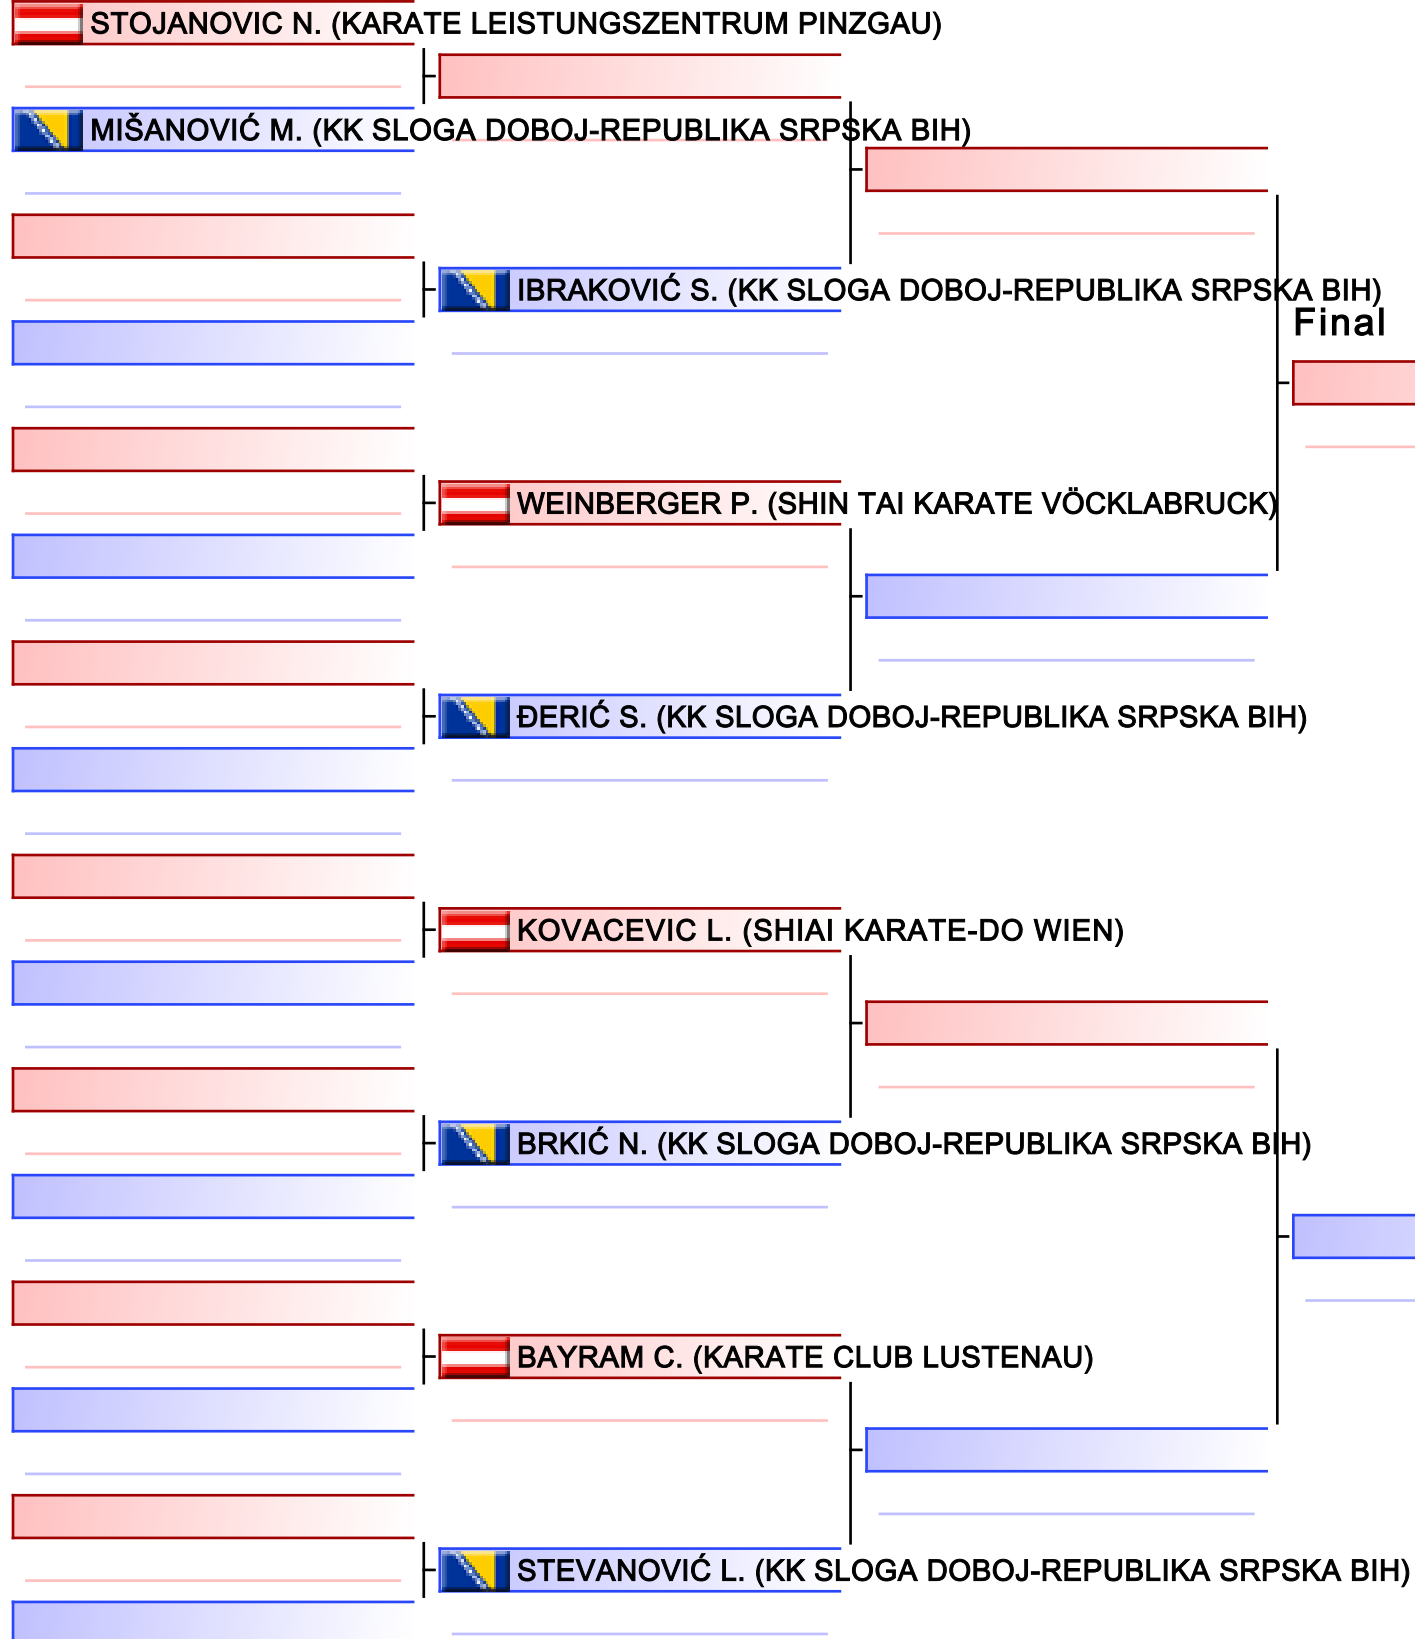 STOJANOVIC N. (KARATE LEISTUNGSZENTRUM PINZGAU)
MIŠANOVIĆ M. (KK SLOGA DOBOJ-REPUBLIKA SRPSKA BIH)
IBRAKOVIĆ S. (KK SLOGA DOBOJ-REPUBLIKA SRPSKA BIH)
Final
WEINBERGER P. (SHIN TAI KARATE VÖCKLABRUCK)
ĐERIĆ S. (KK SLOGA DOBOJ-REPUBLIKA SRPSKA BIH)
KOVACEVIC L. (SHIAI KARATE-DO WIEN)
BRKIĆ N. (KK SLOGA DOBOJ-REPUBLIKA SRPSKA BIH)
BAYRAM C. (KARATE CLUB LUSTENAU)
STEVANOVIĆ L. (KK SLOGA DOBOJ-REPUBLIKA SRPSKA BIH)